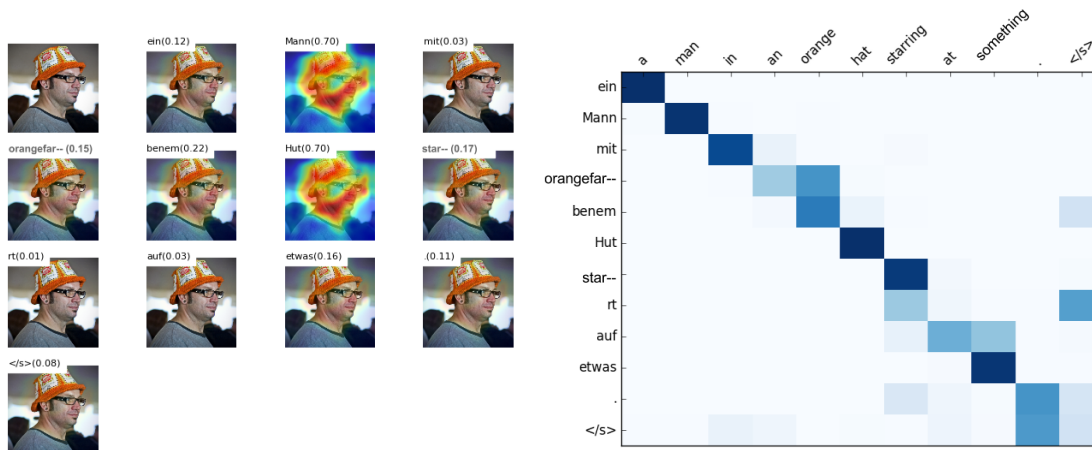 ein(0.12) Mann(0.70) mit(0.03)
orangefar-- (0.15) benem(0.22) Hut(0.70) star-- (0.17)
rt(0.01) auf(0.03) etwas(0.16) .(0.11)
</s>(0.08)
a man in an orange hat starring at something . </s>
ein
Mann
mit
orangefar--
benem
Hut
star--
rt
auf
etwas
.
</s>